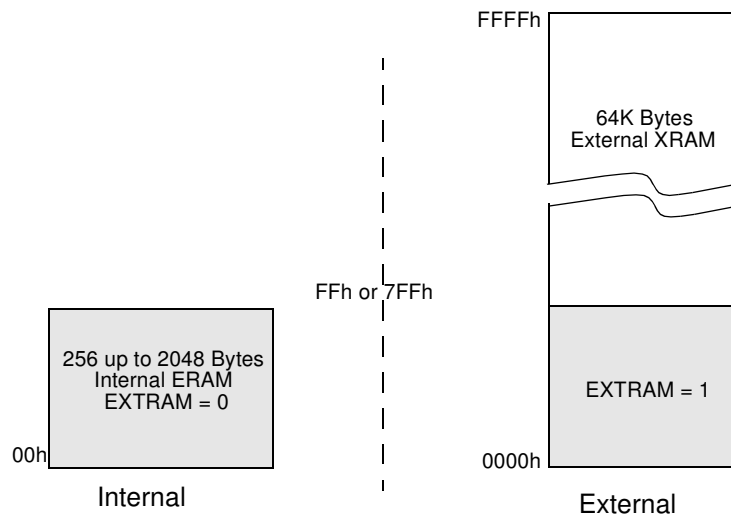 FFFFh
64K Bytes
External XRAM
FFh or 7FFh
256 up to 2048 Bytes
Internal ERAM
EXTRAM = 0
EXTRAM = 1
00h
0000h
Internal
External